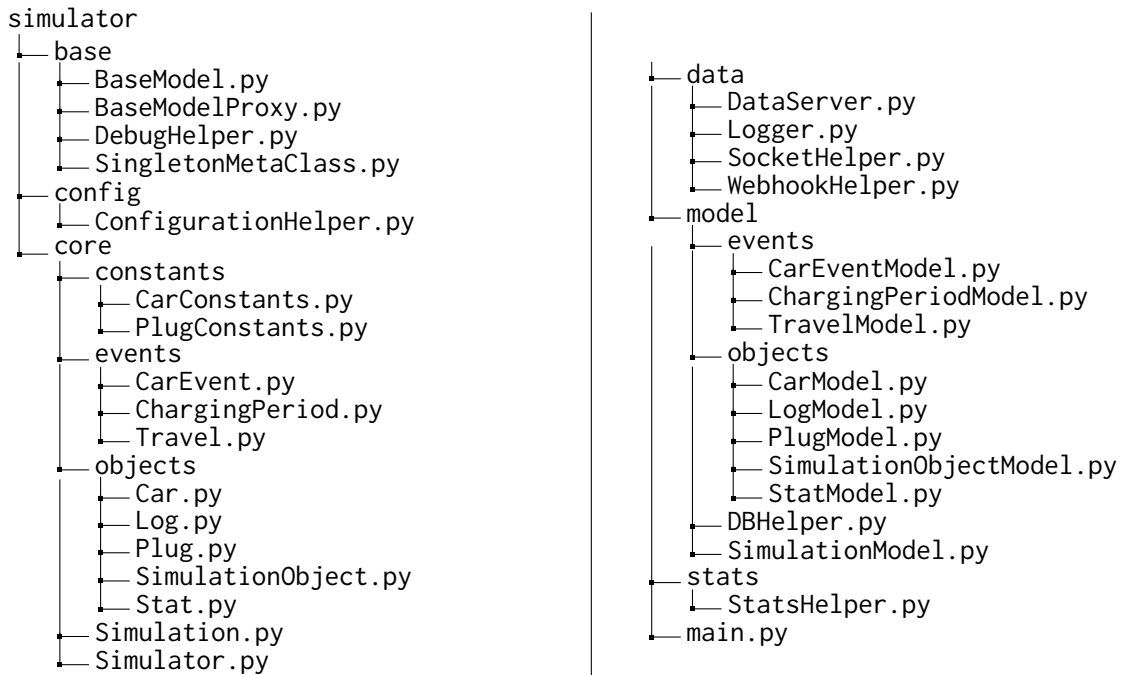 simulator
base
BaseModel.py
BaseModelProxy.py
DebugHelper.py
SingletonMetaClass.py
config
ConfigurationHelper.py
core
constants
CarConstants.py
PlugConstants.py
events
CarEvent.py
ChargingPeriod.py
Travel.py
objects
Car.py
Log.py
Plug.py
SimulationObject.py
Stat.py
Simulation.py
Simulator.py
data
DataServer.py
Logger.py
SocketHelper.py
WebhookHelper.py
model
events
CarEventModel.py
ChargingPeriodModel.py
TravelModel.py
objects
CarModel.py
LogModel.py
PlugModel.py
SimulationObjectModel.py
StatModel.py
DBHelper.py
SimulationModel.py
stats
StatsHelper.py
main.py